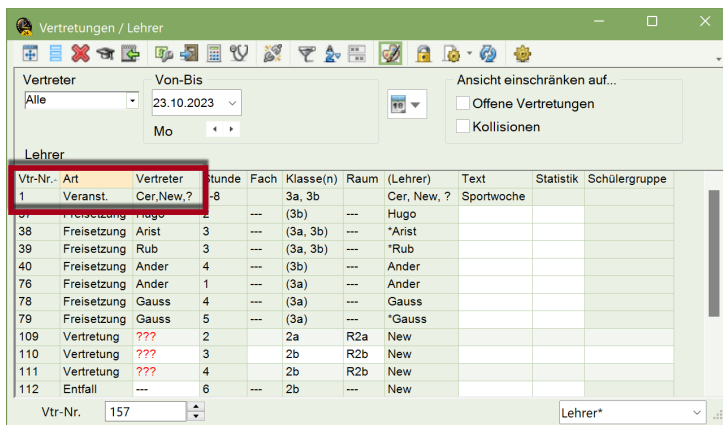 Vertretungen / Lehrer
Vertreter
Von-Bis
Ansicht einschränken auf...
Alle
23.10.2023
Offene Vertretungen
Mo
Kollisionen
Lehrer
Vtr-Nr. Art Vertreter Stunde Fach Klasse(n) Raum (Lehrer) Text Statistik Schülergruppe
1 Veranst. Cer,New,? -8 3a, 3b Cer, New, ? Sportwoche
37 Freisetzung Hugo 2 --- (3b) --- Hugo
38 Freisetzung Arist 3 --- (3a, 3b) --- *Arist
39 Freisetzung Rub 3 --- (3a, 3b) --- *Rub
40 Freisetzung Ander 4 --- (3b) --- Ander
76 Freisetzung Ander 1 --- (3a) --- Ander
78 Freisetzung Gauss 4 --- (3a) --- Gauss
79 Freisetzung Gauss 5 --- (3a) --- *Gauss
109 Vertretung ??? 2 2a R2a New
110 Vertretung ??? 3 2b R2b New
111 Vertretung ??? 4 2b R2b New
112 Entfall --- 6 --- 2b --- New
Vtr-Nr. 157 Lehrer*